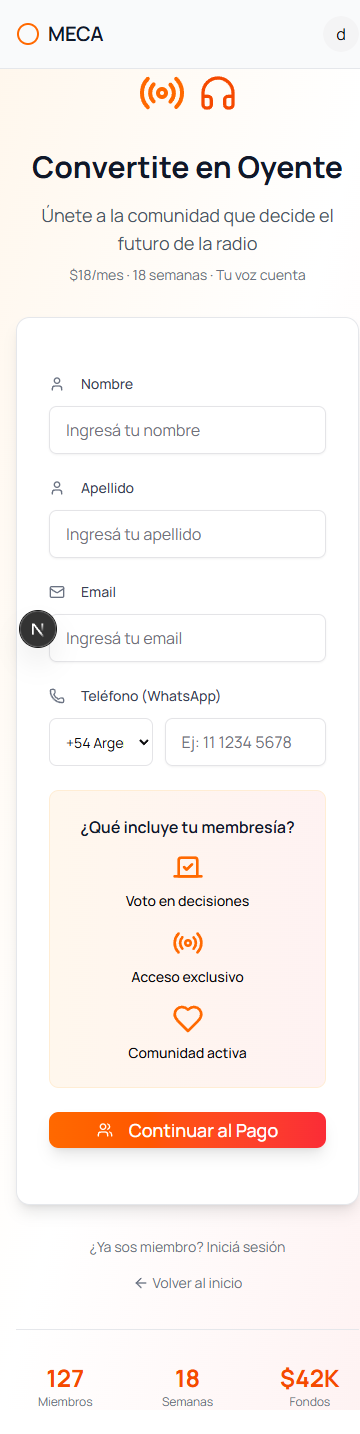 MECA
d
Convertite en Oyente
Únete a la comunidad que decide el
futuro de la radio
$18/mes · 18 semanas · Tu voz cuenta
Nombre
Ingresá tu nombre
Apellido
Ingresá tu apellido
Email
N
Ingresá tu email
Teléfono (WhatsApp)
+54 Arge
Ej: 11 1234 5678
¿Qué incluye tu membresía?
Voto en decisiones
Acceso exclusivo
Comunidad activa
Continuar al Pago
¿Ya sos miembro? Iniciá sesión
← Volver al inicio
127 18 $42K
Miembros Semanas Fondos